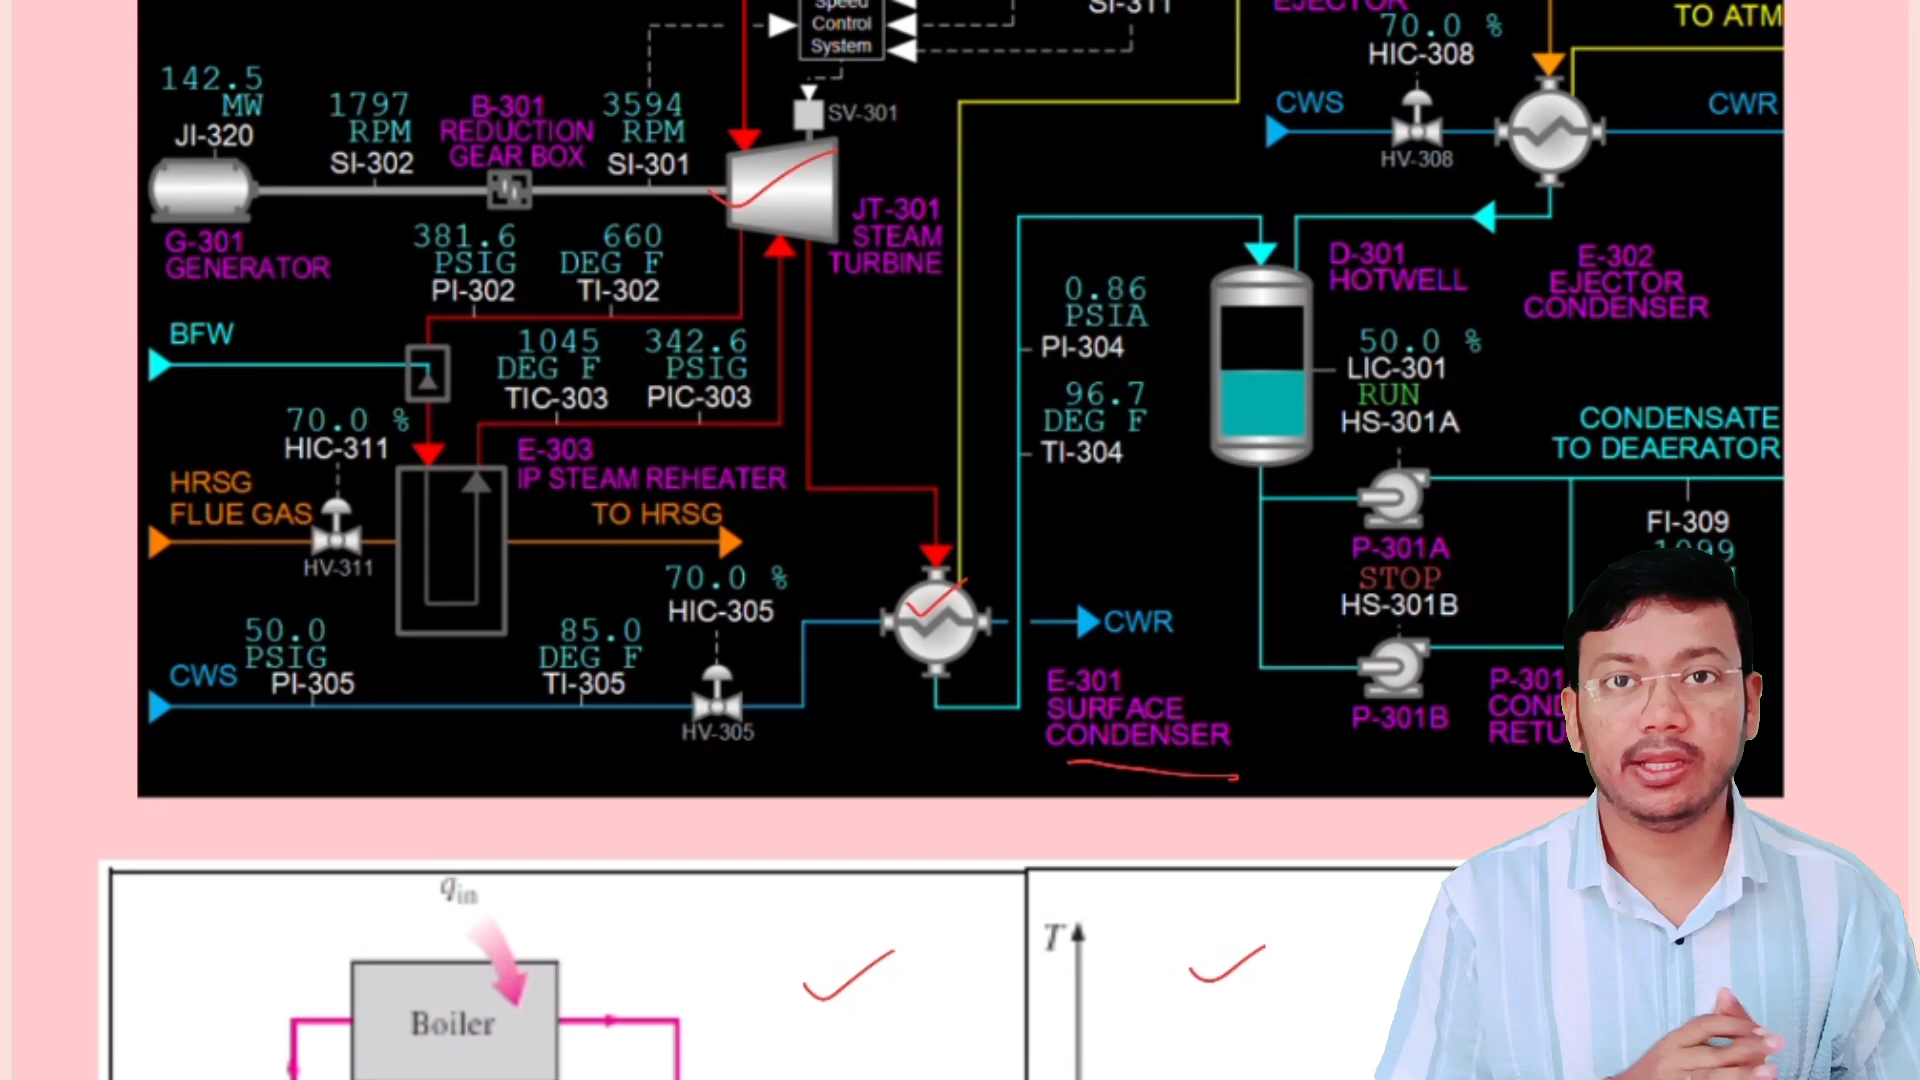 Speed
Control
System
SI-311
EJECTOR
70.0 %
HIC-308
TO ATM
142.5
MW
JI-320
1797
RPM
SI-302
B-301
REDUCTION
GEAR BOX
3594
RPM
SI-301
SV-301
CWS
CWR
HV-308
G-301
GENERATOR
381.6
PSIG
PI-302
660
DEG F
TI-302
JT-301
STEAM
TURBINE
D-301
HOTWELL
E-302
EJECTOR
CONDENSER
0.86
PSIA
PI-304
BFW
1045
DEG F
TIC-303
342.6
PSIG
PIC-303
50.0 %
LIC-301
RUN
HS-301A
96.7
DEG F
TI-304
CONDENSATE
TO DEAERATOR
70.0 %
HIC-311
E-303
IP STEAM REHEATER
HRSG
FLUE GAS
TO HRSG
HV-311
FI-309
1099
P-301A
STOP
HS-301B
70.0 %
HIC-305
CWR
50.0
PSIG
PI-305
85.0
DEG F
TI-305
CWS
HV-305
E-301
SURFACE
CONDENSER
P-301B
P-301
COND
RETU
qin
Boiler
T